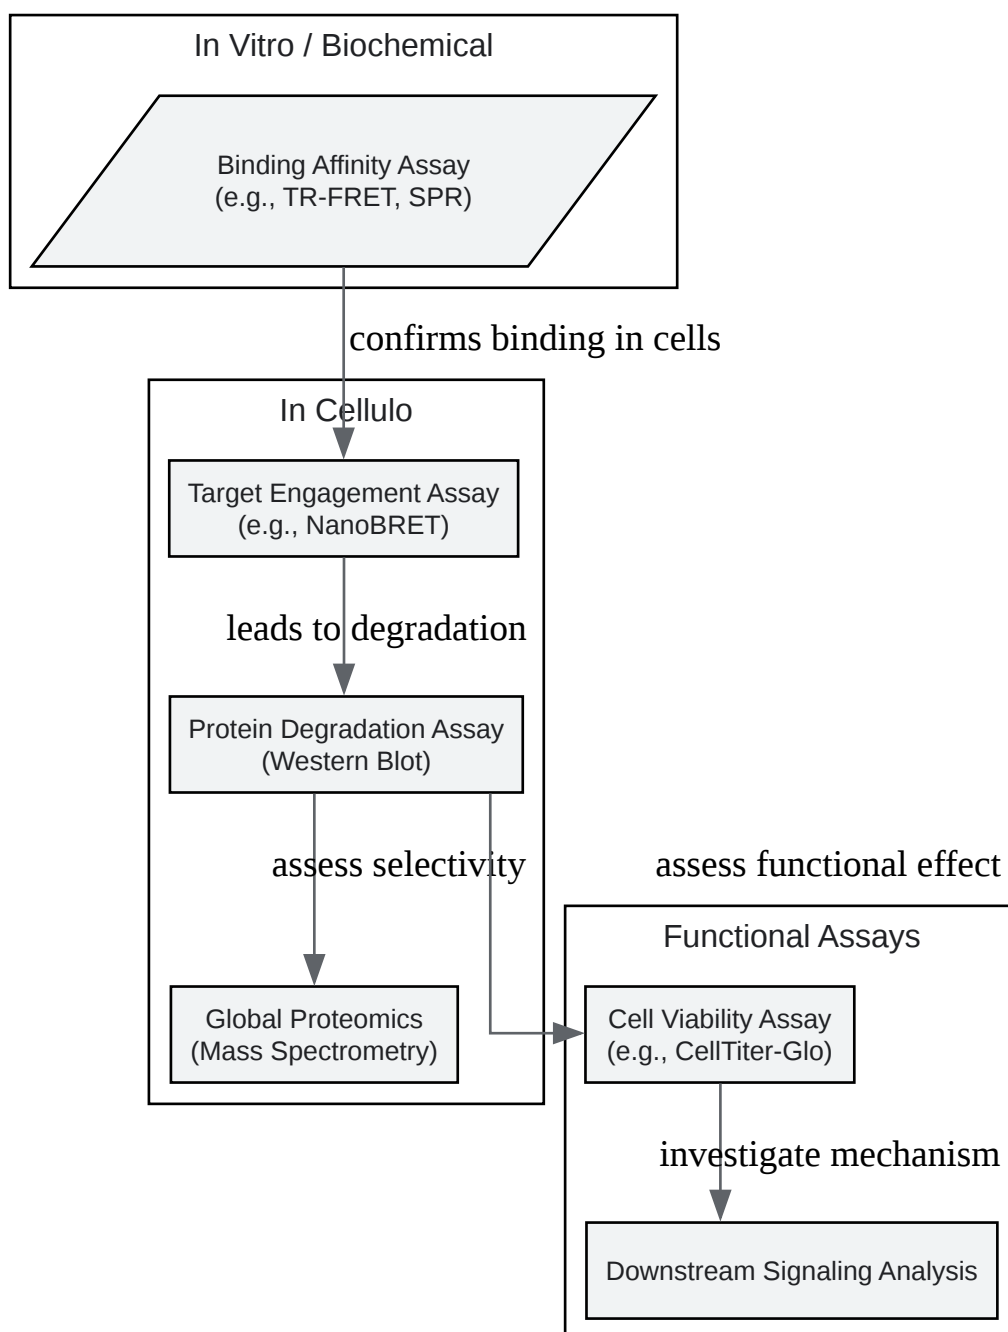 In Vitro / Biochemical
Binding Affinity Assay
(e.g., TR-FRET, SPR)
confirms binding in cells
In Cellulo
Target Engagement Assay
(e.g., NanoBRET)
leads to degradation
Protein Degradation Assay
(Western Blot)
assess selectivity
assess functional effect
Functional Assays
Global Proteomics
(Mass Spectrometry)
Cell Viability Assay
(e.g., CellTiter-Glo)
investigate mechanism
Downstream Signaling Analysis